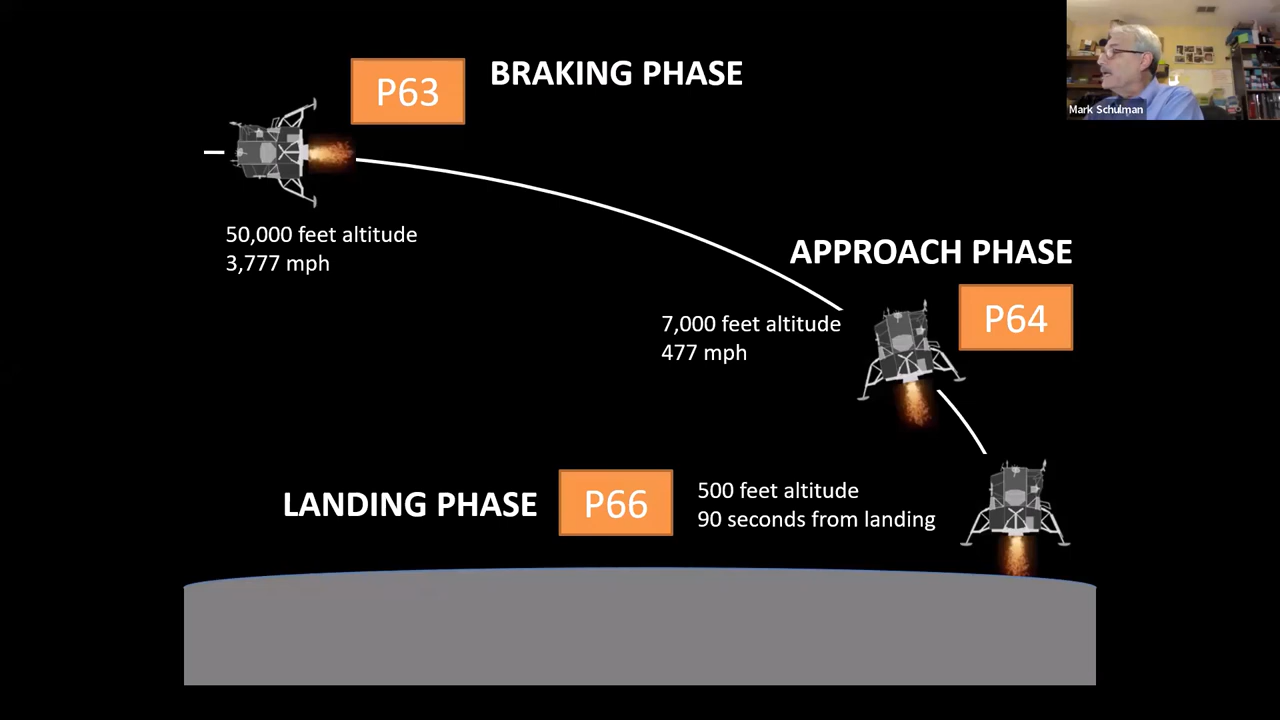 P63
BRAKING PHASE
Mark Schulman
50,000 feet altitude
3,777 mph
APPROACH PHASE
P64
7,000 feet altitude
477 mph
LANDING PHASE
P66
500 feet altitude
90 seconds from landing